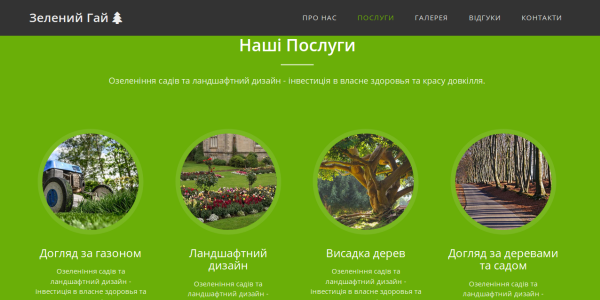 Зелений Гай
ПРО НАС ПОСЛУГИ ГАЛЕРЕЯ ВІДГУКИ КОНТАКТИ
Наші Послуги
Озеленіння садів та ландшафтний дизайн - інвестиція в власне здоровья та красу довкілля.
Догляд за газоном
Озеленіння садів та
ландшафтний дизайн -
інвестиція в власне здоровья та
Ландшафтний
дизайн
Озеленіння садів та
ландшафтний дизайн -
Висадка дерев
Озеленіння садів та
ландшафтний дизайн -
інвестиція в власне здоровья та
Догляд за деревами
та садом
Озеленіння садів та
ландшафтний дизайн -